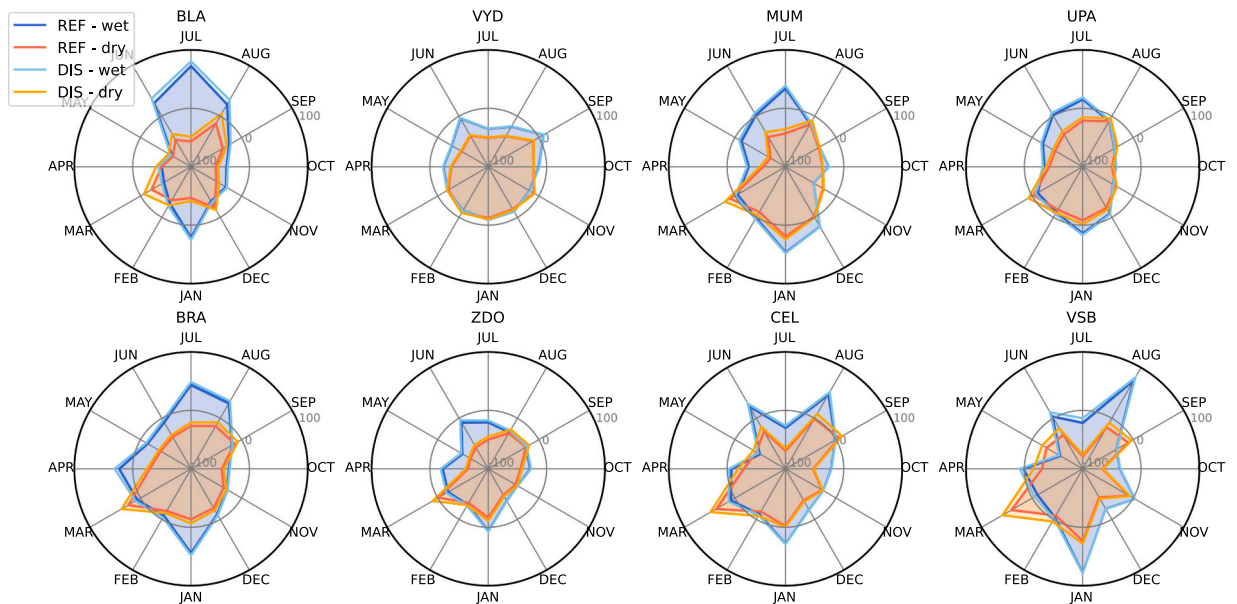 REF - wet
REF - dry
DIS - wet
DIS - dry
BLA
JUL
JUN AUG
MAY SEP
100
0
APR -100 OCT
MAR NOV
FEB DEC
JAN
VYD
JUL
JUN AUG
MAY SEP
100
0
APR -100 OCT
MAR NOV
FEB DEC
JAN
MUM
JUL
JUN AUG
MAY SEP
100
0
APR -100 OCT
MAR NOV
FEB DEC
JAN
UPA
JUL
JUN AUG
MAY SEP
100
0
APR -100 OCT
MAR NOV
FEB DEC
JAN
BRA
JUL
JUN AUG
MAY SEP
100
0
APR -100 OCT
MAR NOV
FEB DEC
JAN
ZDO
JUL
JUN AUG
MAY SEP
100
0
APR -100 OCT
MAR NOV
FEB DEC
JAN
CEL
JUL
JUN AUG
MAY SEP
100
0
APR -100 OCT
MAR NOV
FEB DEC
JAN
VSB
JUL
JUN AUG
MAY SEP
100
0
APR -100 OCT
MAR NOV
FEB DEC
JAN